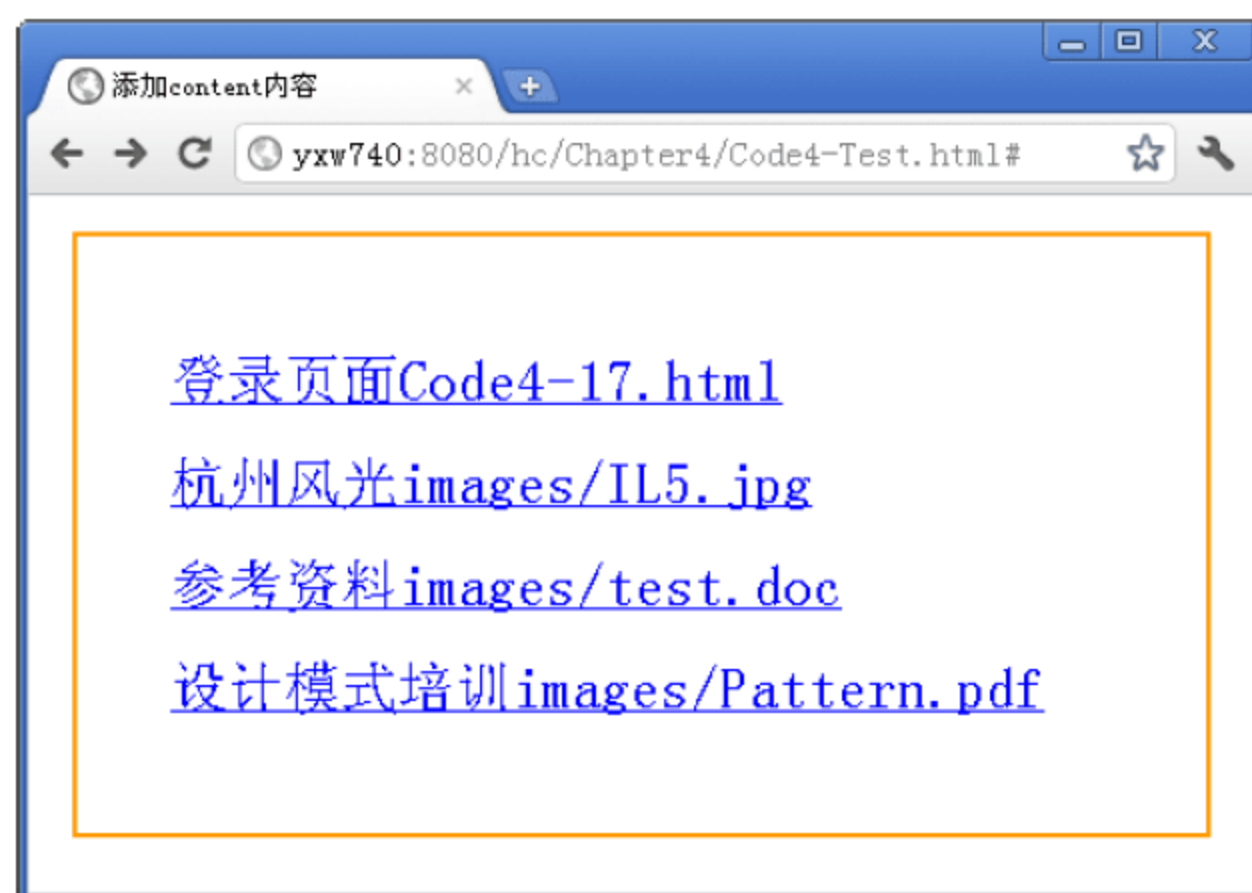 添加content内容
yxw740:8080/hc/Chapter4/Code4-Test.html#
登录页面Code4-17.html
杭州风光images/IL5.jpg
参考资料images/test.doc
设计模式培训images/Pattern.pdf